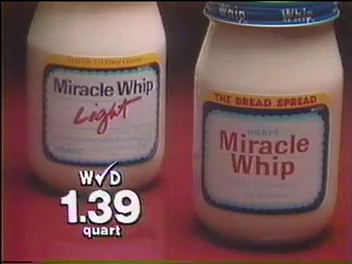 Whip Whip
Miracle Whip
Light
THE BREAD SPREAD
KRAFT
Miracle
Whip
W D
1.39
quart